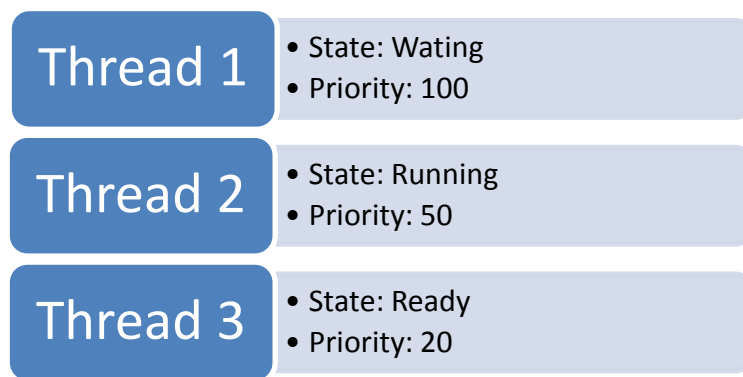 Thread 1
• State: Wating
• Priority: 100
Thread 2
• State: Running
• Priority: 50
Thread 3
• State: Ready
• Priority: 20